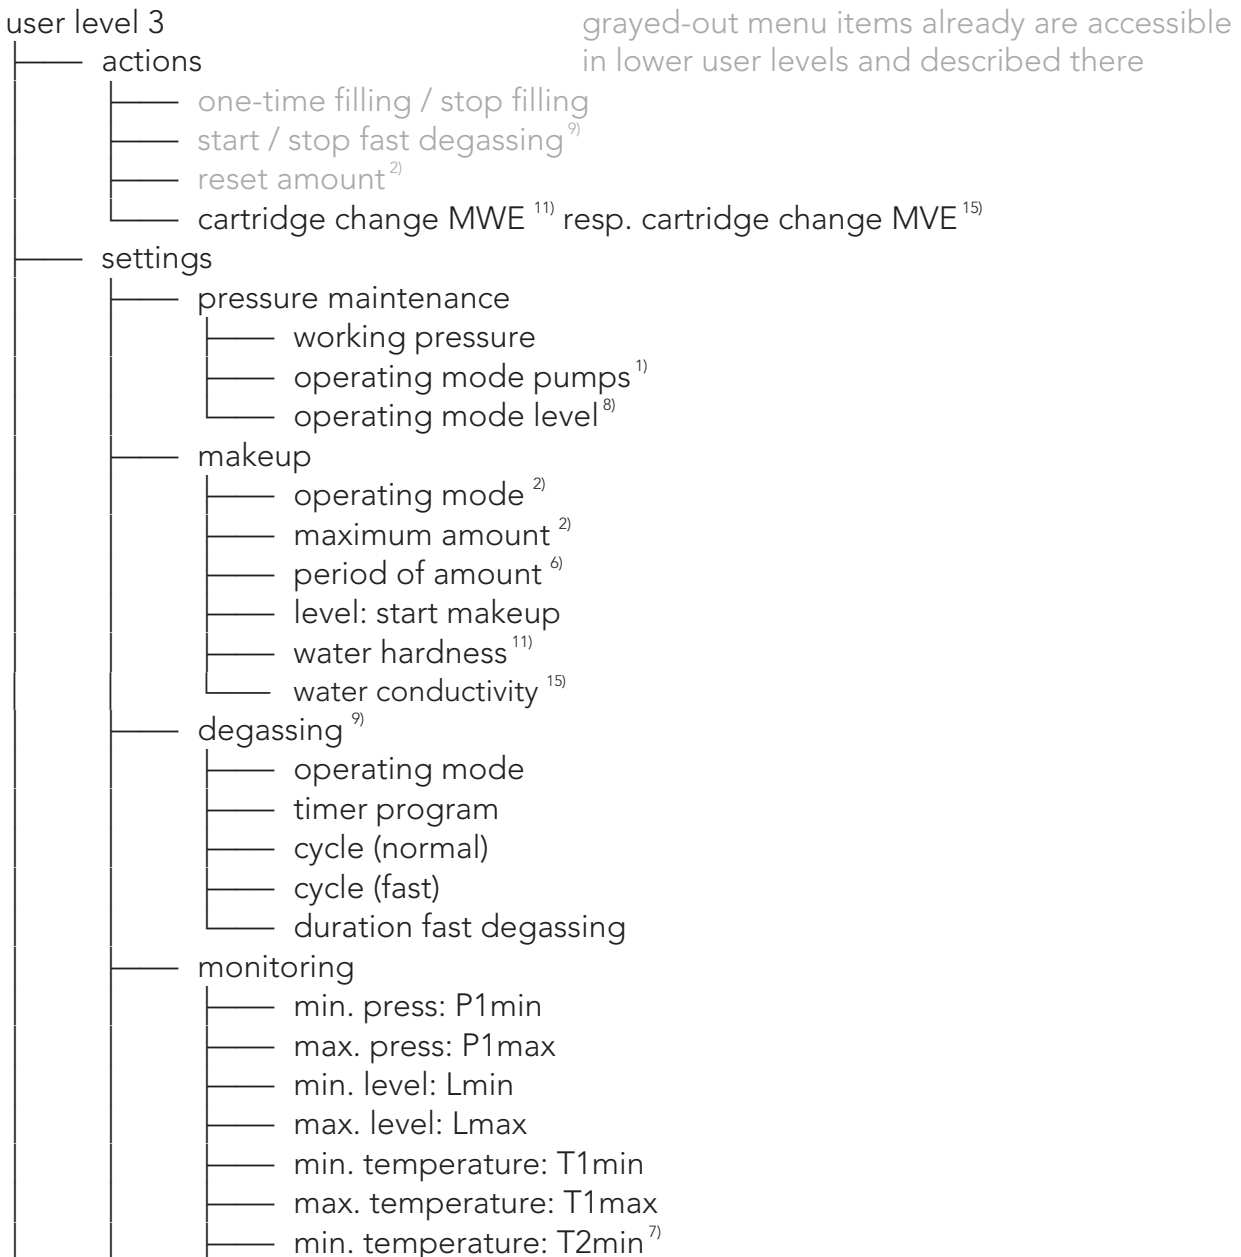 user level 3
grayed-out menu items already are accessible
in lower user levels and described there
actions
one-time filling / stop filling
start / stop fast degassing 9)
reset amount 2)
cartridge change MWE 11) resp. cartridge change MVE 15)
settings
pressure maintenance
working pressure
operating mode pumps 1)
operating mode level 8)
makeup
operating mode 2)
maximum amount 2)
period of amount 6)
level: start makeup
water hardness 11)
water conductivity 15)
degassing 9)
operating mode
timer program
cycle (normal)
cycle (fast)
duration fast degassing
monitoring
min. press: P1min
max. press: P1max
min. level: Lmin
max. level: Lmax
min. temperature: T1min
max. temperature: T1max
min. temperature: T2min 7)